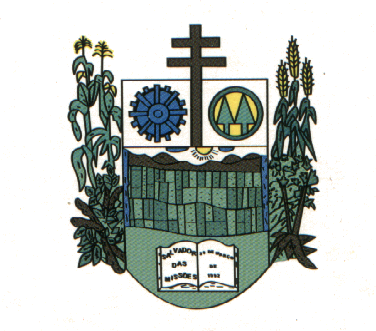 SALVADOR
DAS
MISSÕES
DE MARÇO
DE
1992